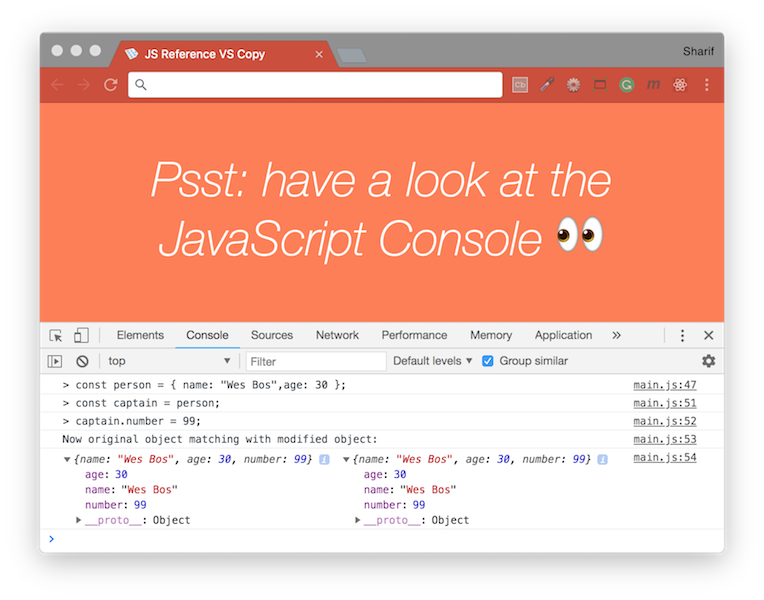 JS Reference VS Copy
Sharif
Psst: have a look at the
JavaScript Console 👀
Elements Console Sources Network Performance Memory Application »
top Filter Default levels Group similar
> const person = { name: "Wes Bos",age: 30 }; main.js:47
> const captain = person; main.js:51
> captain.number = 99; main.js:52
Now original object matching with modified object: main.js:53
{name: "Wes Bos", age: 30, number: 99} i {name: "Wes Bos", age: 30, number: 99} i main.js:54
age: 30 age: 30
name: "Wes Bos" name: "Wes Bos"
number: 99 number: 99
__proto__: Object __proto__: Object
>